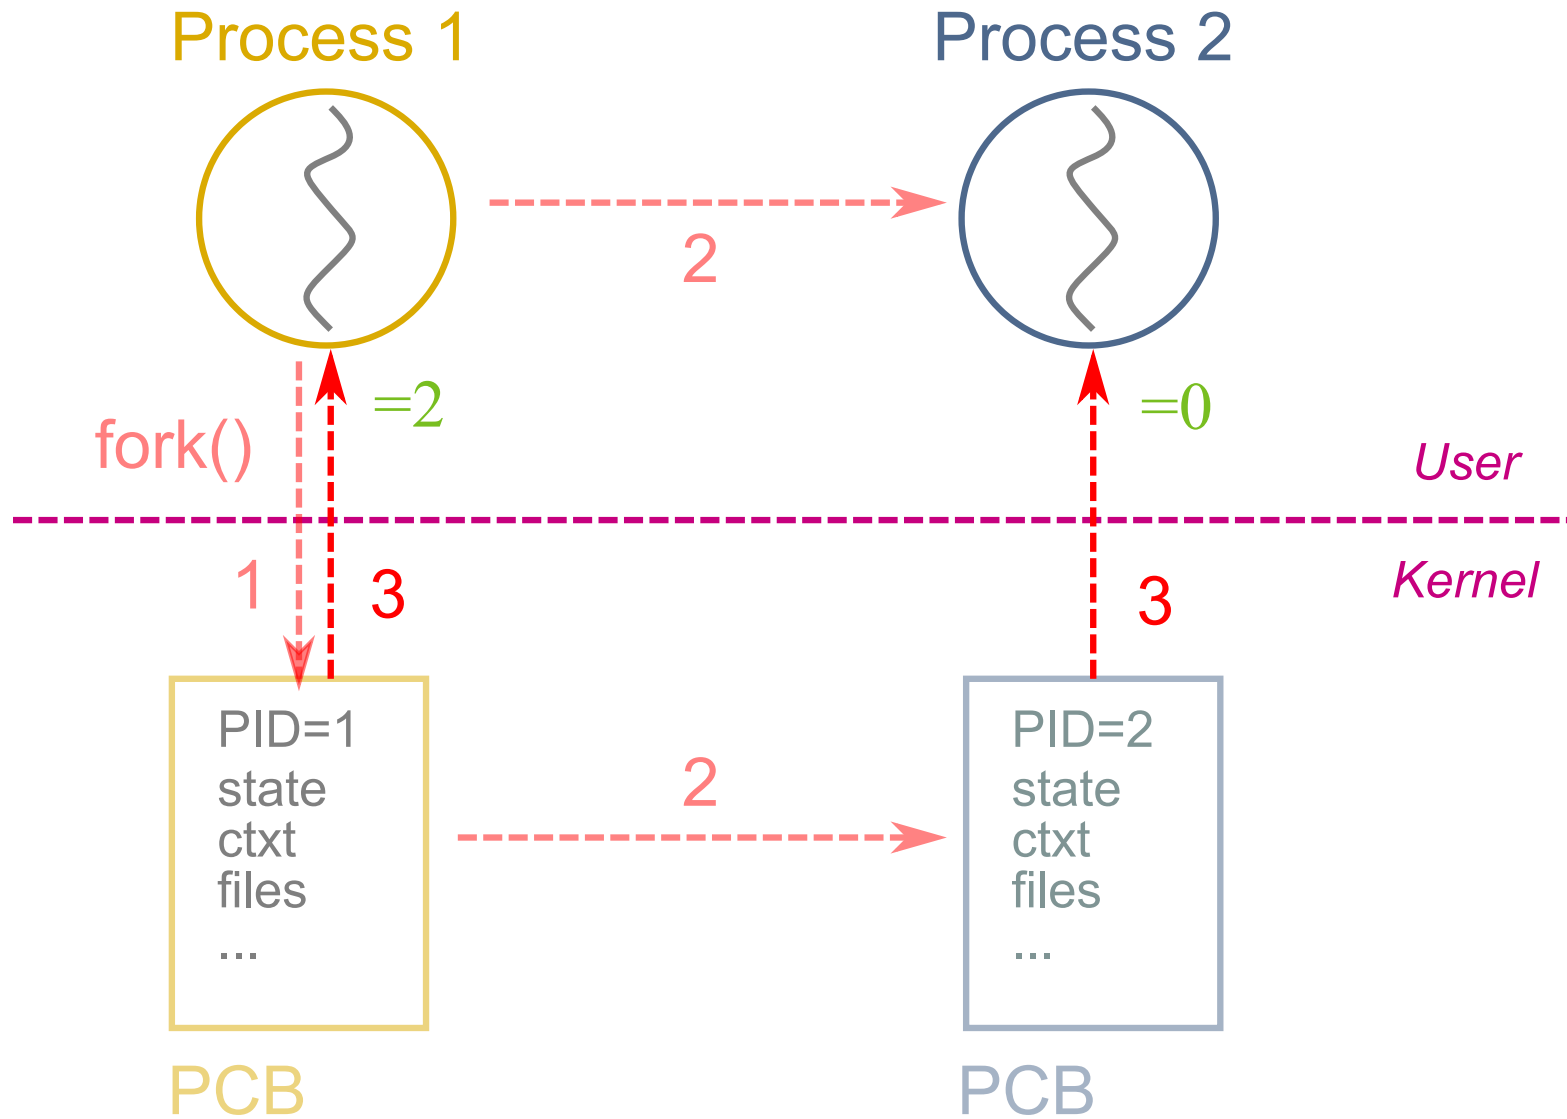 Process 1
Process 2
2
=2
=0
fork()
User
1
3
3
Kernel
PID=1
state
ctxt
files
...
2
PID=2
state
ctxt
files
...
PCB
PCB